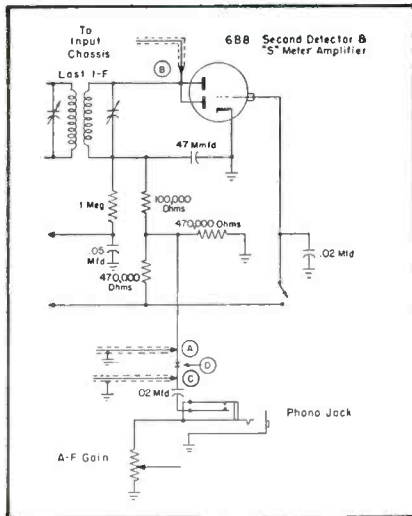 To
Input
Chassis
Last I-F
B
6B8 Second Detector &
"S" Meter Amplifier
47 Mmfd
1 Meg
100,000
Ohms
470,000 Ohms
.05
Mfd
470,000
Ohms
.02 Mfd
A
D
C
.02 Mfd
Phono Jack
A-F Gain